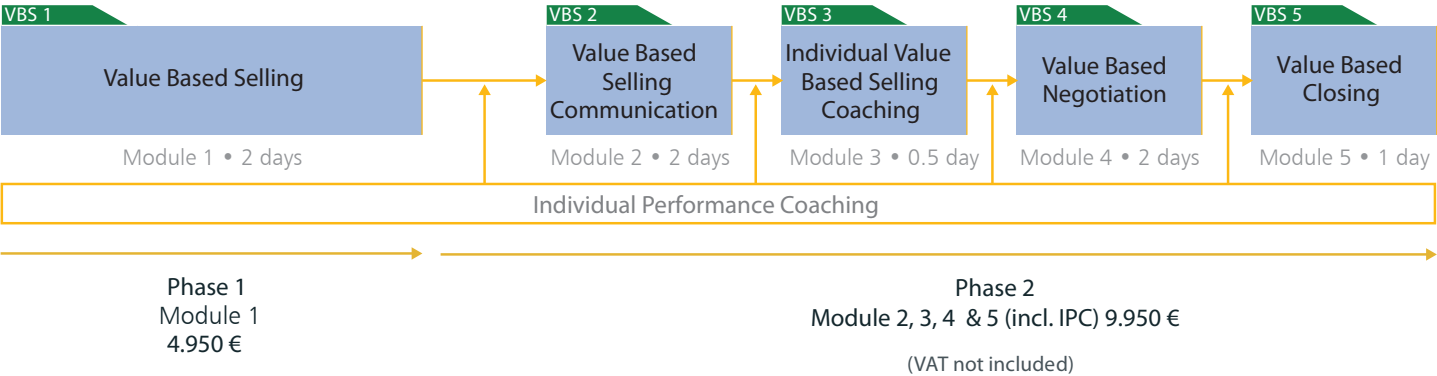 VBS 1
VBS 2
VBS 3
VBS 4
VBS 5
Value Based Selling
Value Based
Selling
Communication
Individual Value
Based Selling
Coaching
Value Based
Negotiation
Value Based
Closing
Module 1 • 2 days
Module 2 • 2 days
Module 3 • 0.5 day
Module 4 • 2 days
Module 5 • 1 day
Individual Performance Coaching
Phase 1
Module 1
4.950 €
Phase 2
Module 2, 3, 4 & 5 (incl. IPC) 9.950 €
(VAT not included)